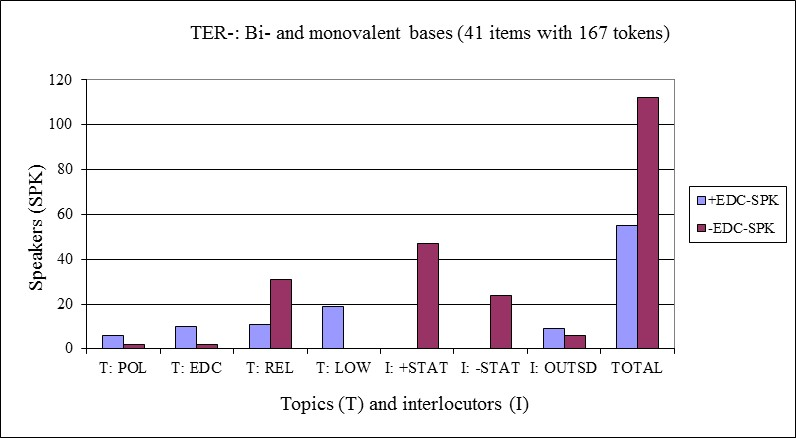 TER-: Bi- and monovalent bases (41 items with 167 tokens)
120
100
80
60
40
20
0
Speakers (SPK)
T: POL T: EDC T: REL T: LOW I: +STAT I: -STAT I: OUTSD TOTAL
Topics (T) and interlocutors (I)
+EDC-SPK
-EDC-SPK